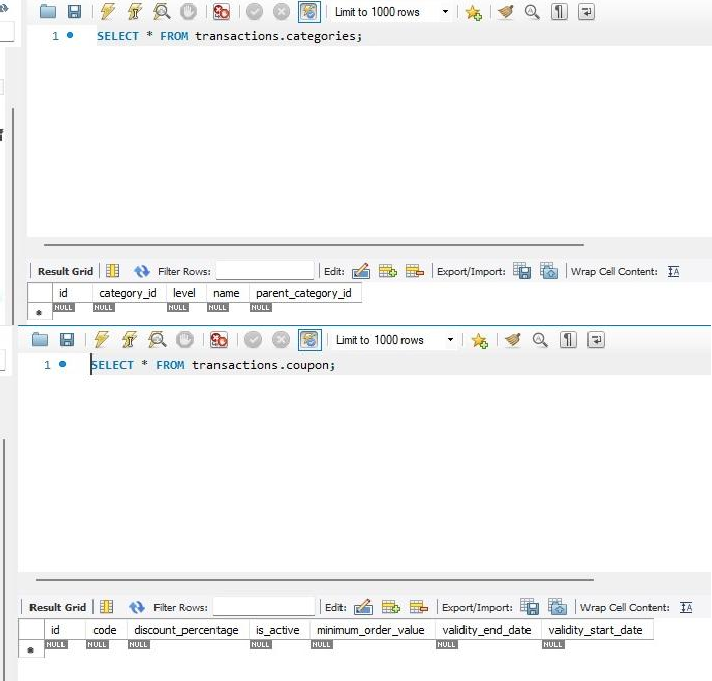 Limit to 1000 rows
1 SELECT * FROM transactions.categories;
Result Grid Filter Rows: Edit: Export/Import: Wrap Cell Content: IA
id category_id level name parent_category_id
NULL NULL NULL NULL NULL
Limit to 1000 rows
1 SELECT * FROM transactions.coupon;
Result Grid Filter Rows: Edit: Export/Import: Wrap Cell Content: IA
id code discount_percentage is_active minimum_order_value validity_end_date validity_start_date
NULL NULL NULL NULL NULL NULL NULL